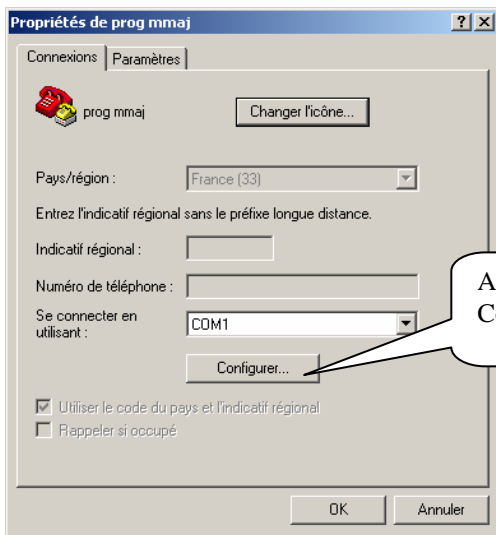 Propriétés de prog mmaj
Connexions Paramètres
prog mmaj
Changer l'icône...
Pays/région :
France (33)
Entrez l'indicatif régional sans le préfixe longue distance.
Indicatif régional :
Numéro de téléphone :
Se connecter en
utilisant :
COM1
Configurer...
Utiliser le code du pays et l'indicatif régional
Rappeler si occupé
OK Annuler